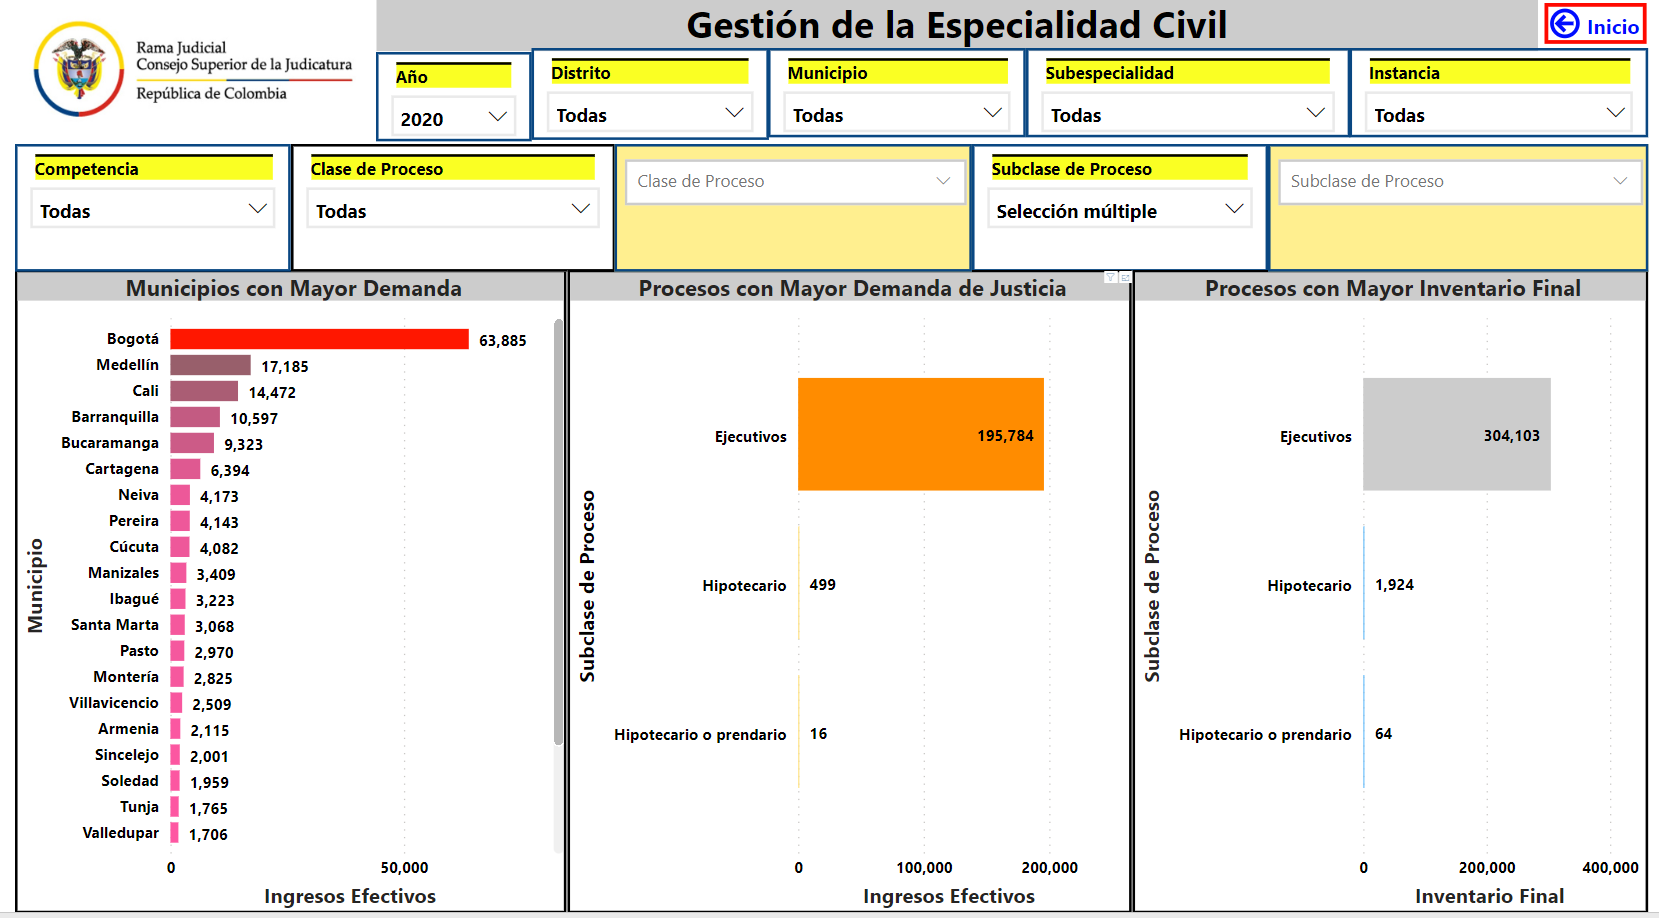 Rama Judicial
Consejo Superior de la Judicatura
República de Colombia
Gestión de la Especialidad Civil
Inicio
Año
2020
Distrito
Todas
Municipio
Todas
Subespecialidad
Todas
Instancia
Todas
Competencia
Todas
Clase de Proceso
Todas
Clase de Proceso
Subclase de Proceso
Selección múltiple
Subclase de Proceso
Municipios con Mayor Demanda
Municipio
Bogotá 63,885
Medellín 17,185
Cali 14,472
Barranquilla 10,597
Bucaramanga 9,323
Cartagena 6,394
Neiva 4,173
Pereira 4,143
Cúcuta 4,082
Manizales 3,409
Ibagué 3,223
Santa Marta 3,068
Pasto 2,970
Montería 2,825
Villavicencio 2,509
Armenia 2,115
Sincelejo 2,001
Soledad 1,959
Tunja 1,765
Valledupar 1,706
0 50,000
Ingresos Efectivos
Procesos con Mayor Demanda de Justicia
Subclase de Proceso
Ejecutivos 195,784
Hipotecario 499
Hipotecario o prendario 16
0 100,000 200,000
Ingresos Efectivos
Procesos con Mayor Inventario Final
Subclase de Proceso
Ejecutivos 304,103
Hipotecario 1,924
Hipotecario o prendario 64
0 200,000 400,000
Inventario Final